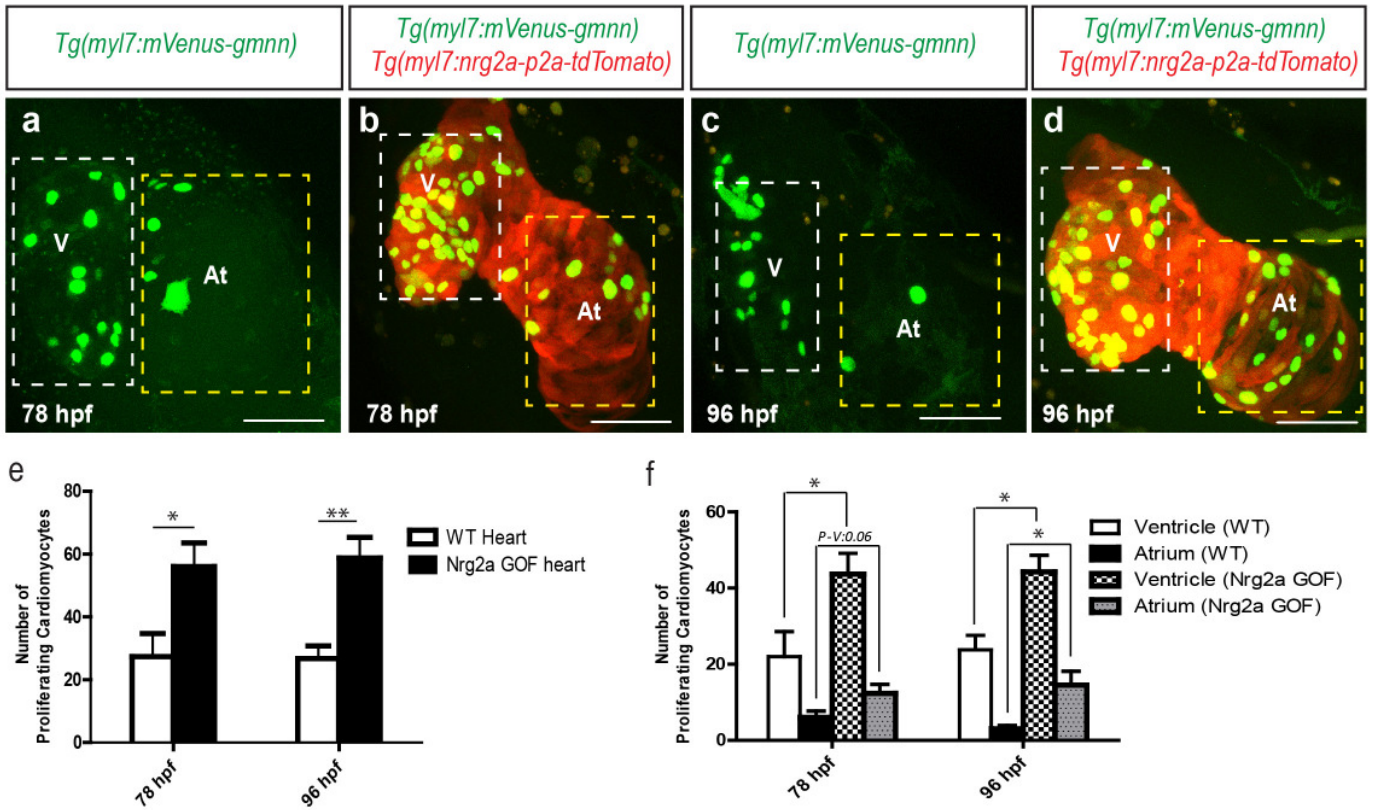 Tg(myl7:mVenus-gmnn)
Tg(myl7:mVenus-gmnn)
Tg(myl7:nrg2a-p2a-tdTomato)
Tg(myl7:mVenus-gmnn)
Tg(myl7:mVenus-gmnn)
Tg(myl7:nrg2a-p2a-tdTomato)
a
V
At
78 hpf
b
V
At
78 hpf
c
V
At
96 hpf
d
V
At
96 hpf
e
Number of
Proliferating Cardiomyocytes
80
60
40
20
0
*
**
78 hpf
96 hpf
WT Heart
Nrg2a GOF heart
f
Number of
Proliferating Cardiomyocytes
60
40
20
0
*
P-V:0.06
*
*
78 hpf
96 hpf
Ventricle (WT)
Atrium (WT)
Ventricle (Nrg2a GOF)
Atrium (Nrg2a GOF)